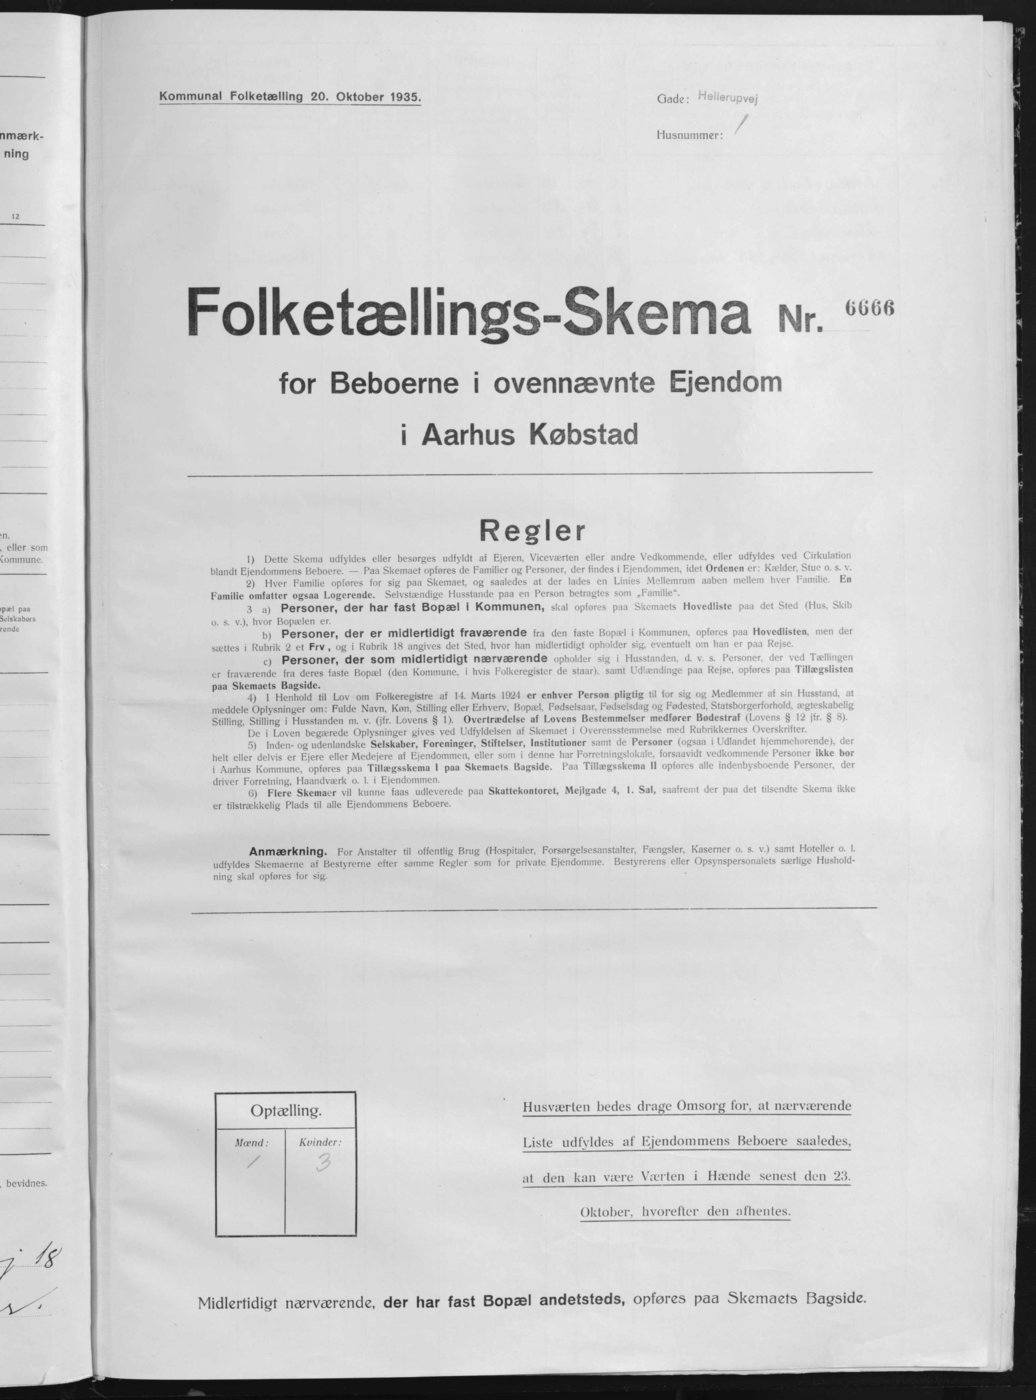 nmærk-
ning
12
en.
, eller som
Kommune.
opæl paa
Selskabers
rende
, bevidnes.
j 18
Kommunal Folketælling 20. Oktober 1935.
Gade: Hellerupvej
Husnummer: 1
Folketællings-Skema Nr. 6666
for Beboerne i ovennævnte Ejendom
i Aarhus Købstad
Regler
1) Dette Skema udfyldes eller besørges udfyldt af Ejeren, Viceværten eller andre Vedkommende, eller udfyldes ved Cirkulation
blandt Ejendommens Beboere. — Paa Skemaet opføres de Familier og Personer, der findes i Ejendommen, idet Ordenen er: Kælder, Stue o. s. v.
2) Hver Familie opføres for sig paa Skemaet, og saaledes at der lades en Linies Mellemrum aaben mellem hver Familie. En
Familie omfatter ogsaa Logerende. Selvstændige Husstande paa en Person betragtes som „Familie“.
3 a) Personer, der har fast Bopæl i Kommunen, skal opføres paa Skemaets Hovedliste paa det Sted (Hus, Skib
o. s. v.), hvor Bopælen er.
b) Personer, der er midlertidigt fraværende fra den faste Bopæl i Kommunen, opføres paa Hovedlisten, men der
sættes i Rubrik 2 et Frv, og i Rubrik 18 angives det Sted, hvor han midlertidigt opholder sig, eventuelt om han er paa Rejse.
c) Personer, der som midlertidigt nærværende opholder sig i Husstanden, d. v. s. Personer, der ved Tællingen
er fraværende fra deres faste Bopæl (den Kommune, i hvis Folkeregister de staar), samt Udlændinge paa Rejse, opføres paa Tillægslisten
paa Skemaets Bagside.
4) I Henhold til Lov om Folkeregistre af 14. Marts 1924 er enhver Person pligtig til for sig og Medlemmer af sin Husstand, at
meddele Oplysninger om: Fulde Navn, Køn, Stilling eller Erhverv, Bopæl, Fødselsaar, Fødselsdag og Fødested, Statsborgerforhold, ægteskabelig
Stilling, Stilling i Husstanden m. v. (jfr. Lovens § 1). Overtrædelse af Lovens Bestemmelser medfører Bødestraf (Lovens § 12 jfr. § 8).
De i Loven begærede Oplysninger gives ved Udfyldelsen af Skemaet i Overensstemmelse med Rubrikkernes Overskrifter.
5) Inden- og udenlandske Selskaber, Foreninger, Stiftelser, Institutioner samt de Personer (ogsaa i Udlandet hjemmehørende), der
helt eller delvis er Ejere eller Medejere af Ejendommen, eller som i denne har Forretningslokale, forsaavidt vedkommende Personer ikke bor
i Aarhus Kommune, opføres paa Tillægsskema I paa Skemaets Bagside. Paa Tillægsskema II opføres alle indenbysboende Personer, der
driver Forretning, Haandværk o. l. i Ejendommen.
6) Flere Skemaer vil kunne faas udleverede paa Skattekontoret, Mejlgade 4, 1. Sal, saafremt der paa det tilsendte Skema ikke
er tilstrækkelig Plads til alle Ejendommens Beboere.
Anmærkning. For Anstalter til offentlig Brug (Hospitaler, Forsørgelsesanstalter, Fængsler, Kaserner o. s. v.) samt Hoteller o. l.
udfyldes Skemaerne af Bestyrerne efter samme Regler som for private Ejendomme. Bestyrerens eller Opsynspersonalets særlige Hushold-
ning skal opføres for sig.
Optælling.
Mænd: Kvinder:
1 3
Husværten bedes drage Omsorg for, at nærværende
Liste udfyldes af Ejendommens Beboere saaledes,
at den kan være Værten i Hænde senest den 23.
Oktober, hvorefter den afhentes.
Midlertidigt nærværende, der har fast Bopæl andetsteds, opføres paa Skemaets Bagside.